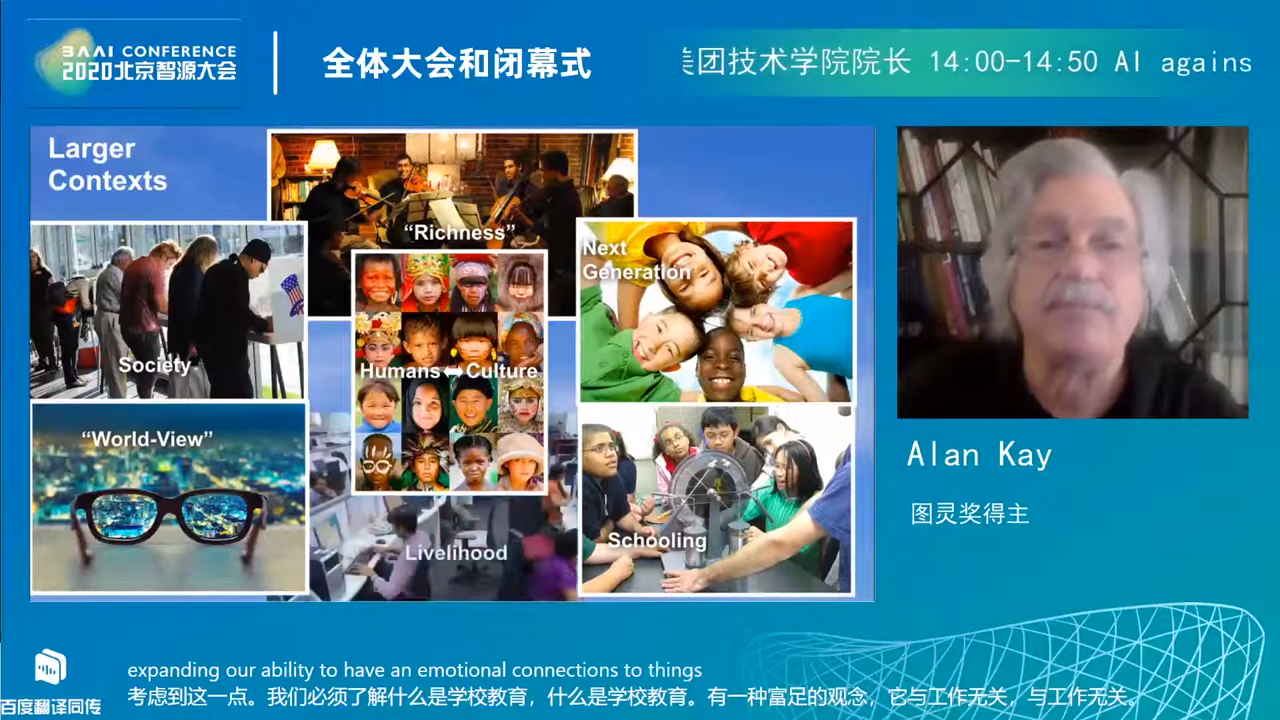 BAAI CONFERENCE
2020北京智源大会
全体大会和闭幕式
集团技术学院院长 14:00-14:50 AI agains
Larger
Contexts
“Richness”
Next
Generation
Society
Humans↔Culture
“World-View”
Livelihood
Schooling
Alan Kay
图灵奖得主
expanding our ability to have an emotional connections to things
考虑到这一点。我们必须了解什么是学校教育，什么是学校教育。有一种富足的观念，它与工作无关，与工作无关。
百度翻译同传